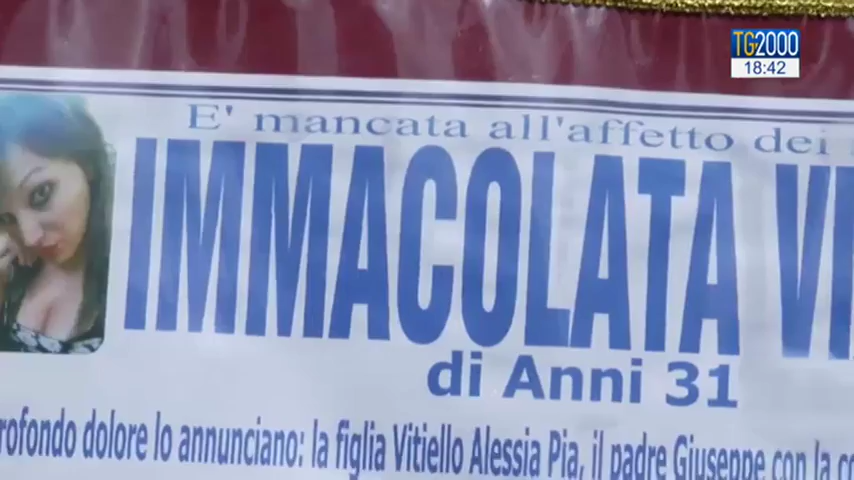 TG2000
18:42
E' mancata all'affetto dei
IMMACOLATA
di Anni 31
dolore lo annunciano: la figlia Vitiello Alessia Pia, il padre Giuseppe con la